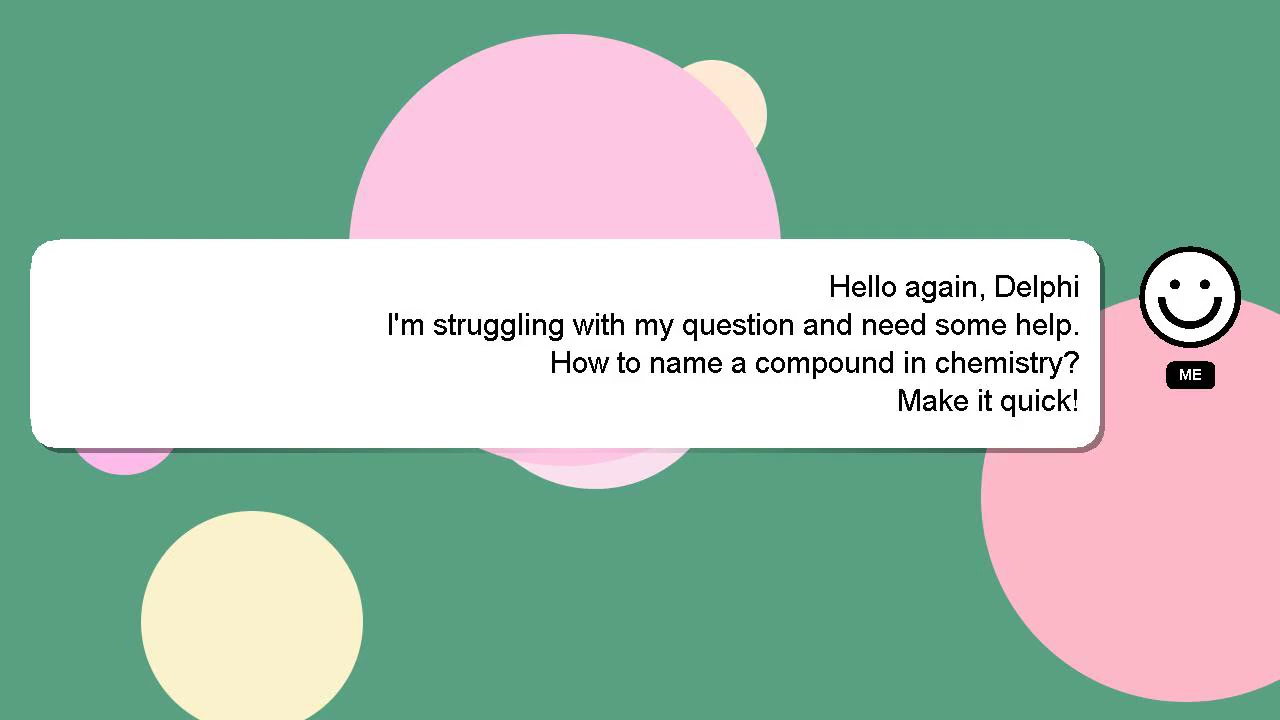 Hello again, Delphi
I'm struggling with my question and need some help.
How to name a compound in chemistry?
Make it quick!
ME